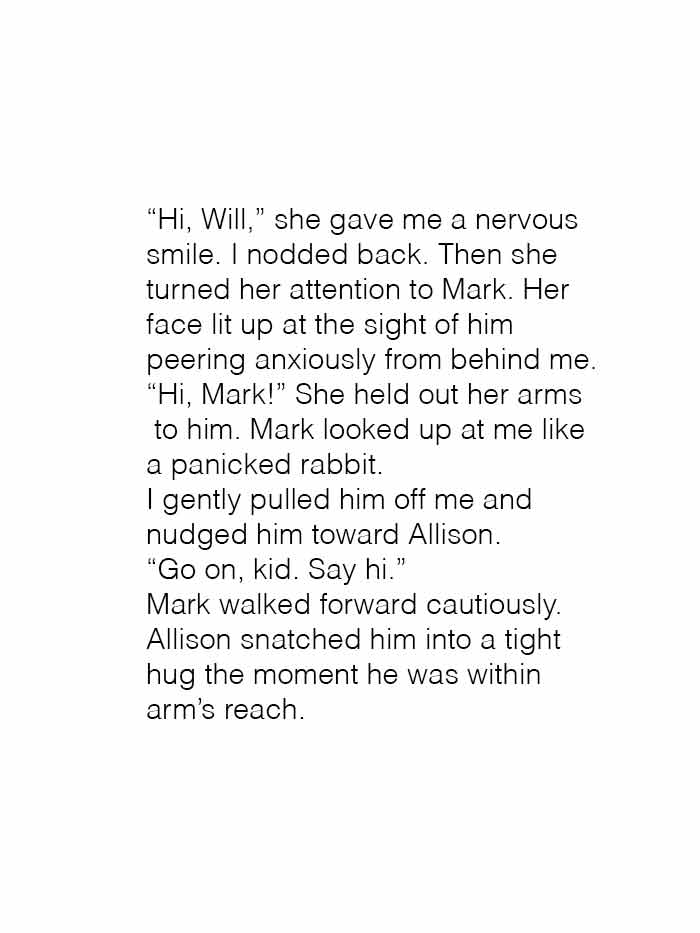 “Hi, Will,” she gave me a nervous
smile. I nodded back. Then she
turned her attention to Mark. Her
face lit up at the sight of him
peering anxiously from behind me.
“Hi, Mark!” She held out her arms
to him. Mark looked up at me like
a panicked rabbit.
I gently pulled him off me and
nudged him toward Allison.
“Go on, kid. Say hi.”
Mark walked forward cautiously.
Allison snatched him into a tight
hug the moment he was within
arm’s reach.